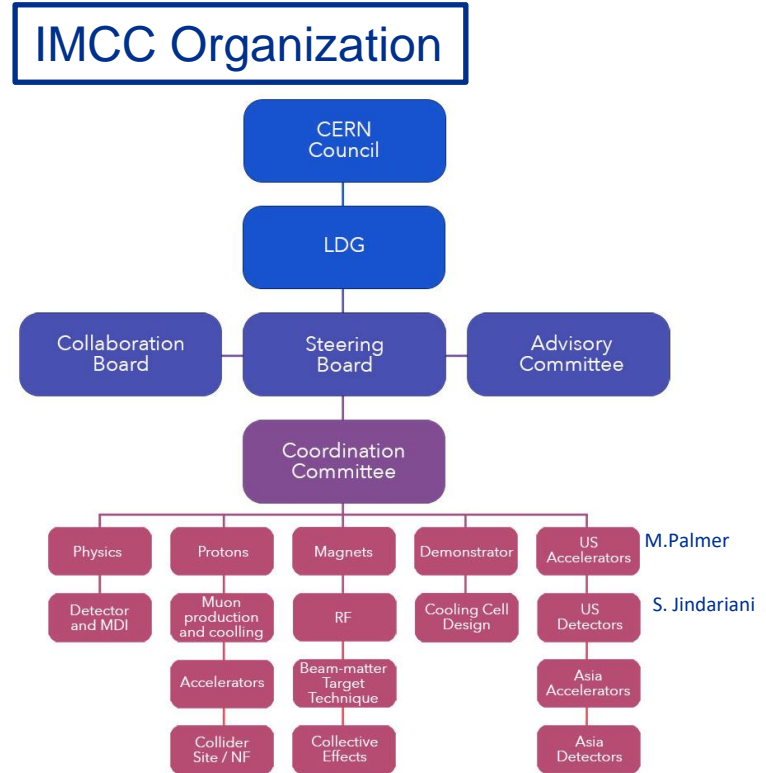 IMCC Organization
CERN
Council
LDG
Collaboration
Board
Steering
Board
Advisory
Committee
Coordination
Committee
Physics
Protons
Magnets
Demonstrator
US
Accelerators
M.Palmer
Detector
and MDI
Muon
production
and coolling
RF
Cooling Cell
Design
US
Detectors
S. Jindariani
Accelerators
Beam-matter
Target
Technique
Asia
Accelerators
Collider
Site / NF
Collective
Effects
Asia
Detectors